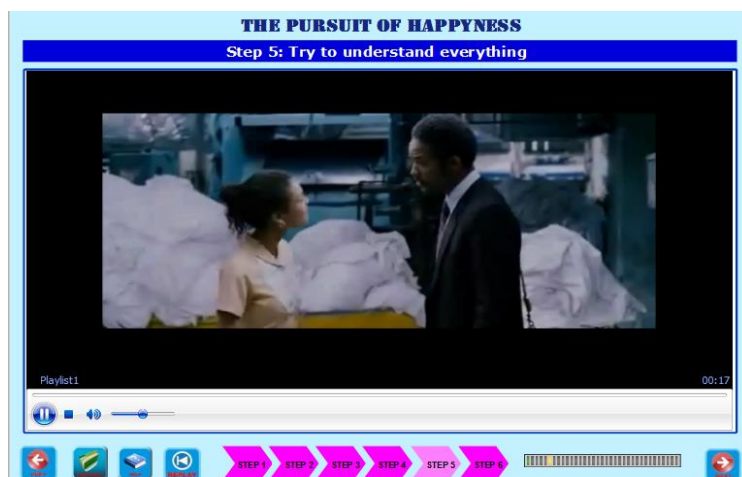 THE PURSUIT OF HAPPYNESS
Step 5: Try to understand everything
Playlist1
00:17
STEP 1 STEP 2 STEP 3 STEP 4 STEP 5 STEP 6